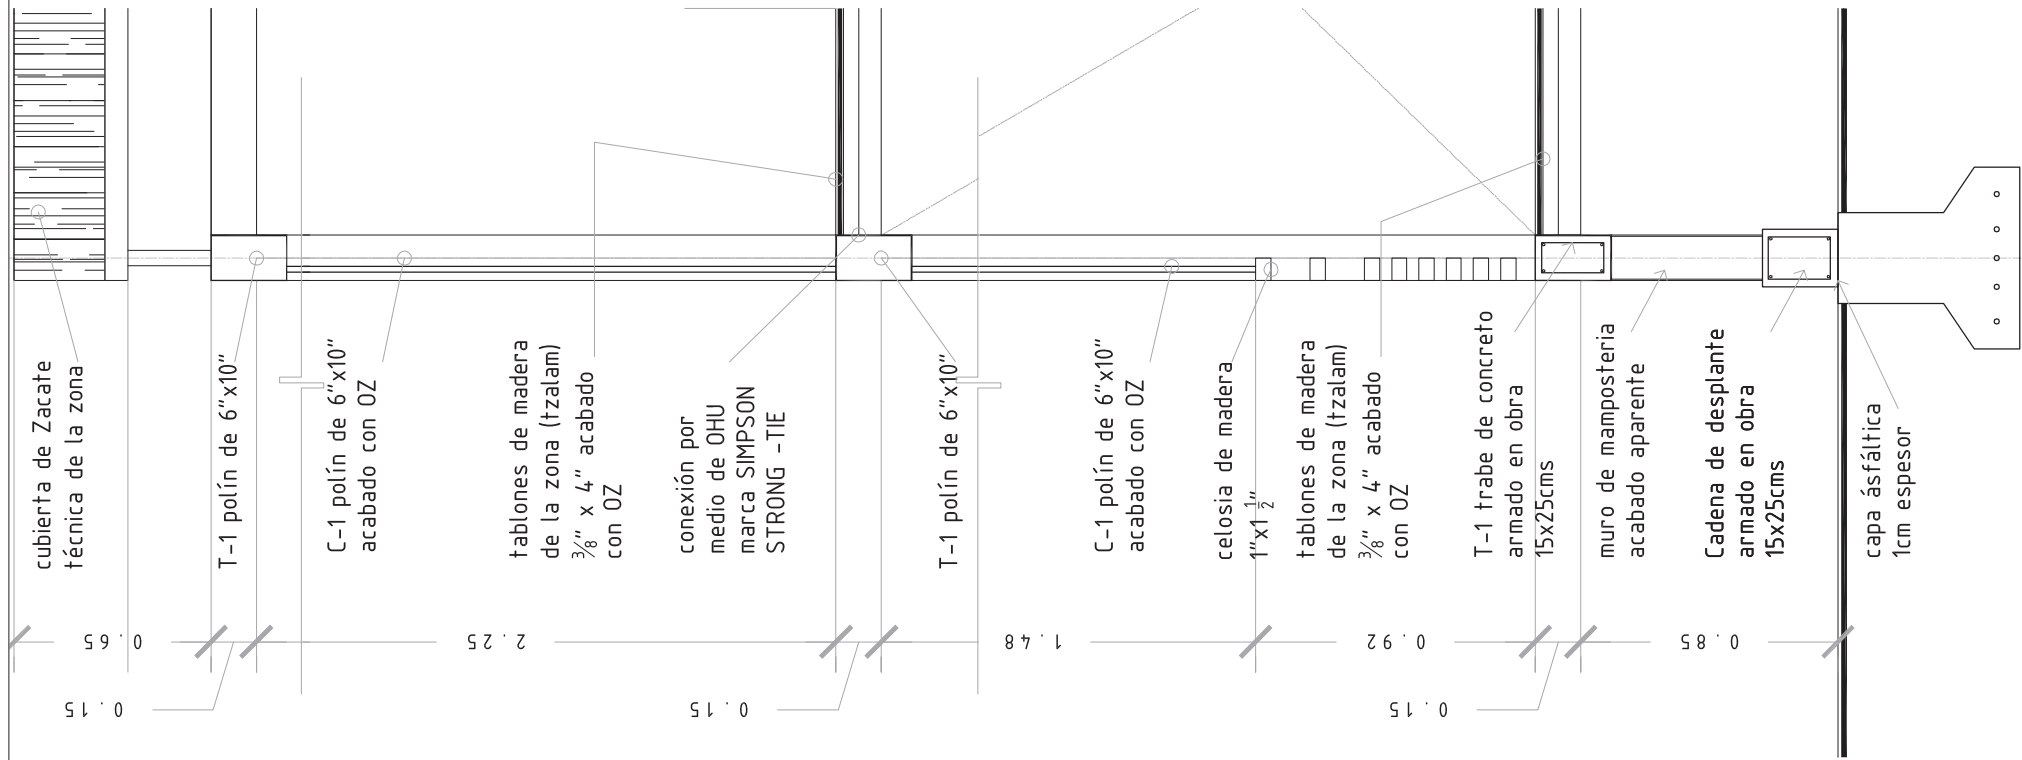 cubierta de Zacate
técnica de la zona
T-1 polín de 6"x10"
C-1 polín de 6"x10"
acabado con OZ
tablones de madera
de la zona (tzalam)
3/8" x 4" acabado
con OZ
conexión por
medio de OHU
marca SIMPSON
STRONG -TIE
T-1 polín de 6"x10"
C-1 polín de 6"x10"
acabado con OZ
celosia de madera
1"x1 1/2"
tablones de madera
de la zona (tzalam)
3/8" x 4" acabado
con OZ
T-1 trabe de concreto
armado en obra
15x25cms
muro de mamposteria
acabado aparente
Cadena de desplante
armado en obra
15x25cms
capa ásfáltica
1cm espesor
0.65
2.25
1.48
0.92
0.85
0.15
0.15
0.15